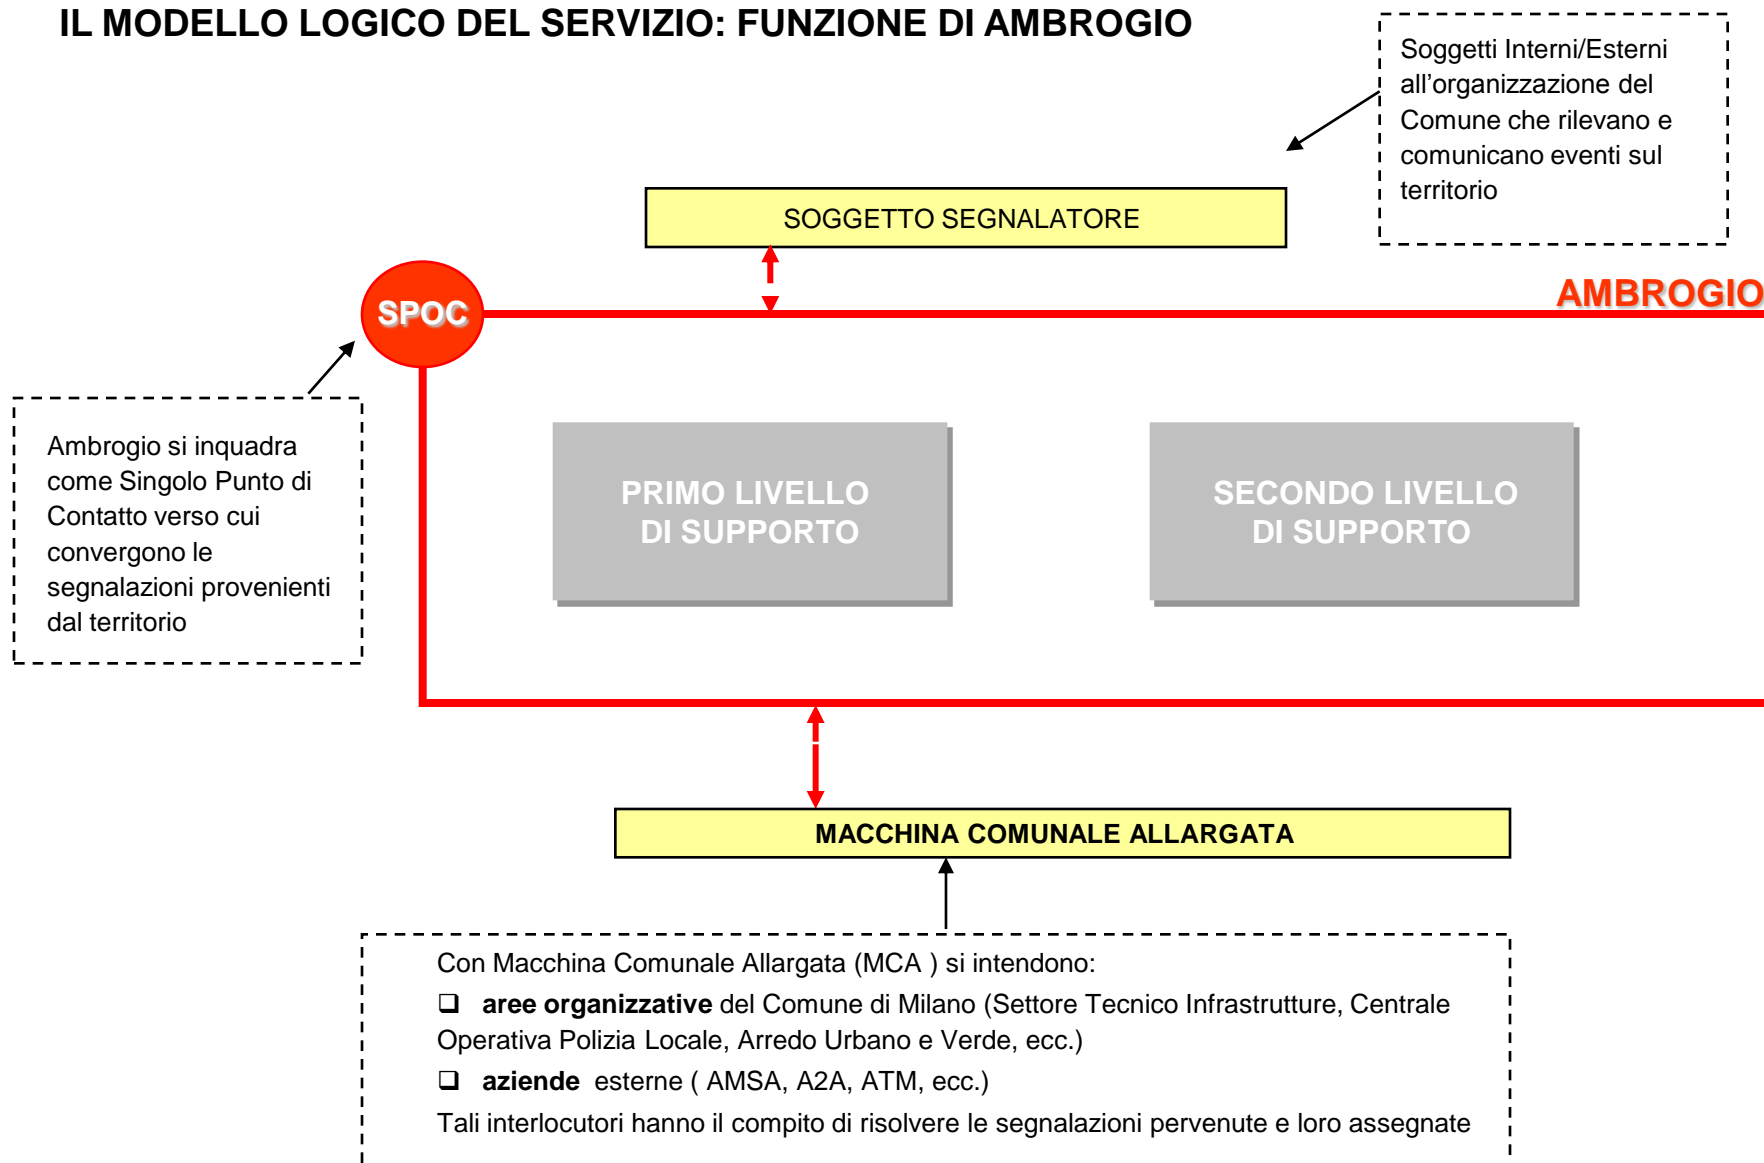 IL MODELLO LOGICO DEL SERVIZIO: FUNZIONE DI AMBROGIO
Soggetti Interni/Esterni
all’organizzazione del
Comune che rilevano e
comunicano eventi sul
territorio
SOGGETTO SEGNALATORE
AMBROGIO
SPOC
Ambrogio si inquadra
come Singolo Punto di
Contatto verso cui
convergono le
segnalazioni provenienti
dal territorio
PRIMO LIVELLO
DI SUPPORTO
SECONDO LIVELLO
DI SUPPORTO
MACCHINA COMUNALE ALLARGATA
Con Macchina Comunale Allargata (MCA ) si intendono:
❑ aree organizzative del Comune di Milano (Settore Tecnico Infrastrutture, Centrale
Operativa Polizia Locale, Arredo Urbano e Verde, ecc.)
❑ aziende esterne ( AMSA, A2A, ATM, ecc.)
Tali interlocutori hanno il compito di risolvere le segnalazioni pervenute e loro assegnate